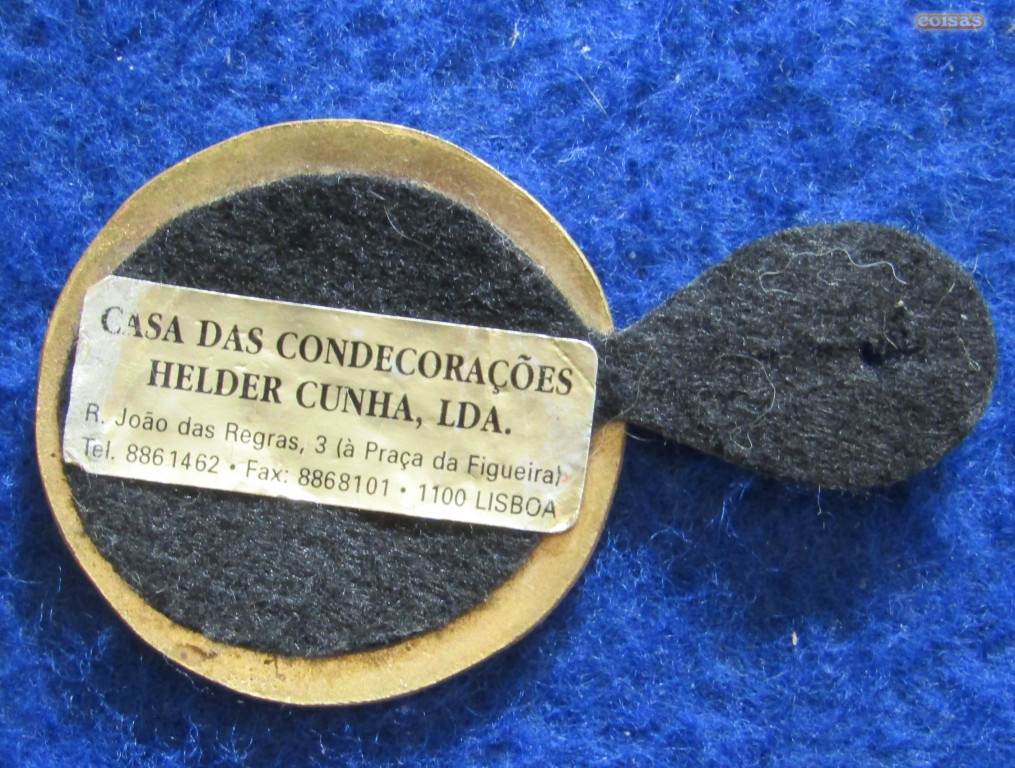 coisas
CASA DAS CONDECORAÇÕES
HELDER CUNHA, LDA.
R. João das Regras, 3 (à Praça da Figueira)
Tel. 8861462 • Fax: 8868101 • 1100 LISBOA